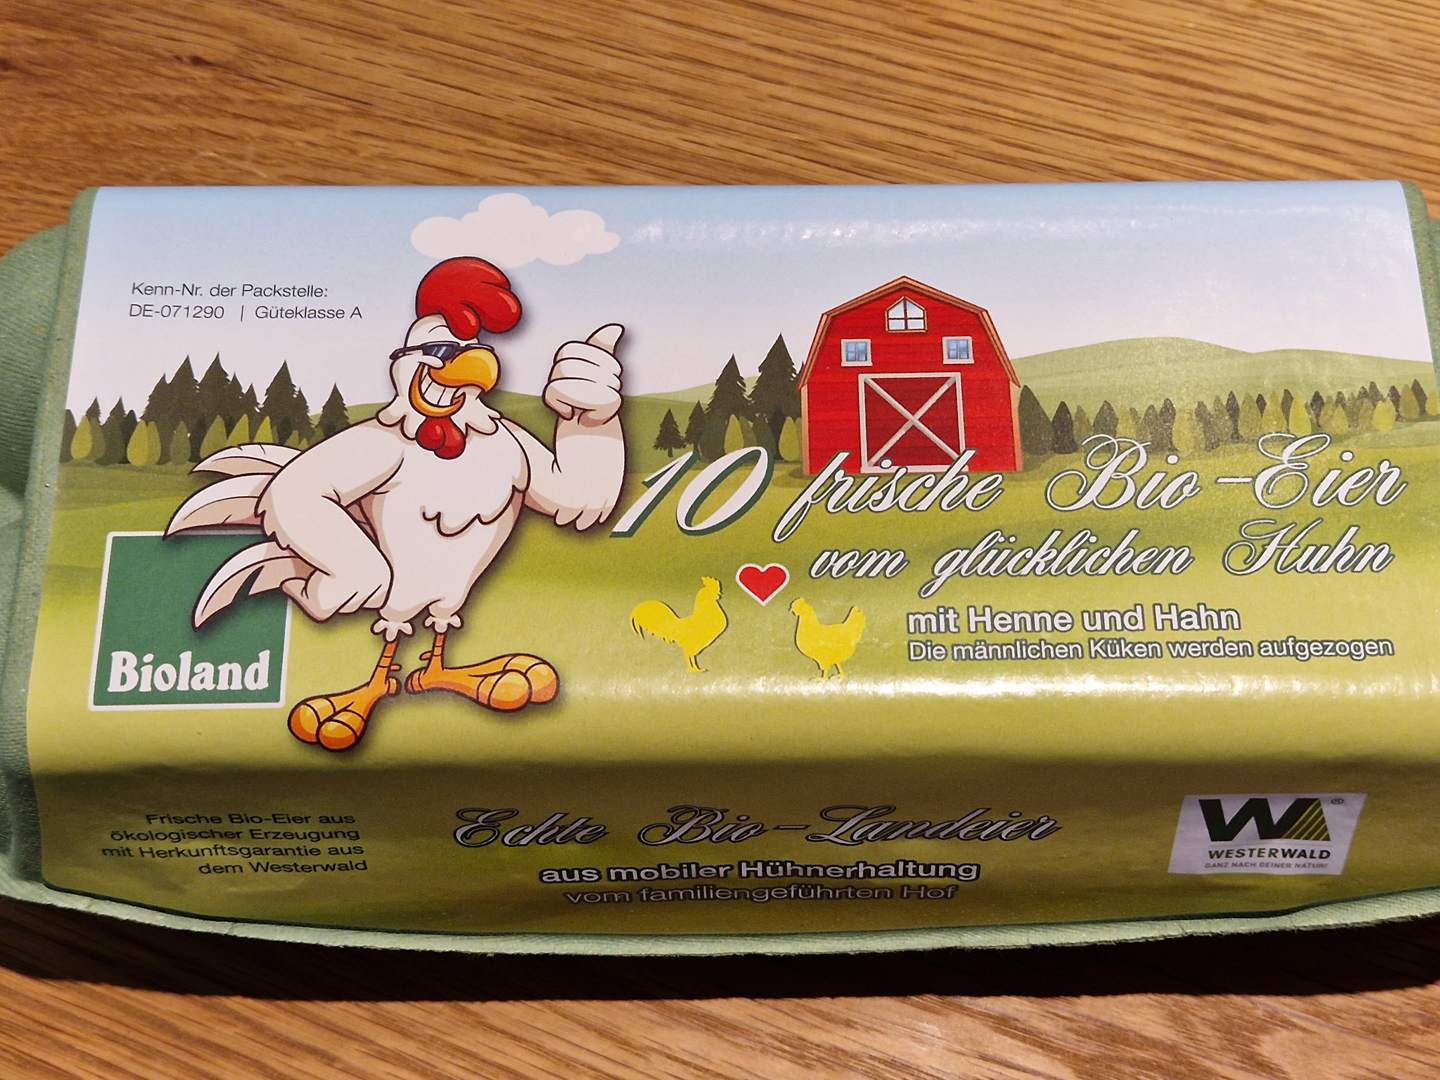 Kenn-Nr. der Packstelle:
DE-071290 | Güteklasse A
10 frische Bio-Eier
vom glücklichen Huhn
mit Henne und Hahn
Die männlichen Küken werden aufgezogen
Bioland
Frische Bio-Eier aus
ökologischer Erzeugung
mit Herkunftsgarantie aus
dem Westerwald
Echte Bio-Landeier
aus mobiler Hühnerhaltung
vom familiengeführten Hof
W ®
WESTERWALD
GANZ NACH DEINER NATUR!